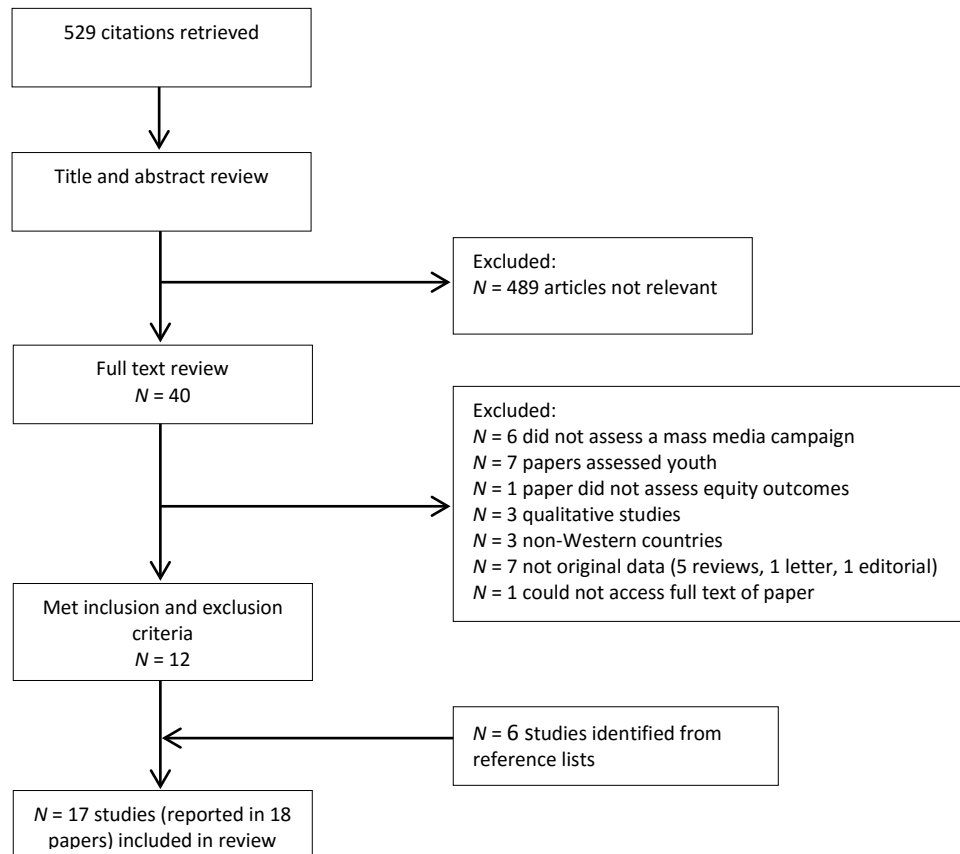 529 citations retrieved
Title and abstract review
Excluded:
N = 489 articles not relevant
Full text review
N = 40
Excluded:
N = 6 did not assess a mass media campaign
N = 7 papers assessed youth
N = 1 paper did not assess equity outcomes
N = 3 qualitative studies
N = 3 non-Western countries
N = 7 not original data (5 reviews, 1 letter, 1 editorial)
N = 1 could not access full text of paper
Met inclusion and exclusion
criteria
N = 12
N = 6 studies identified from
reference lists
N = 17 studies (reported in 18
papers) included in review